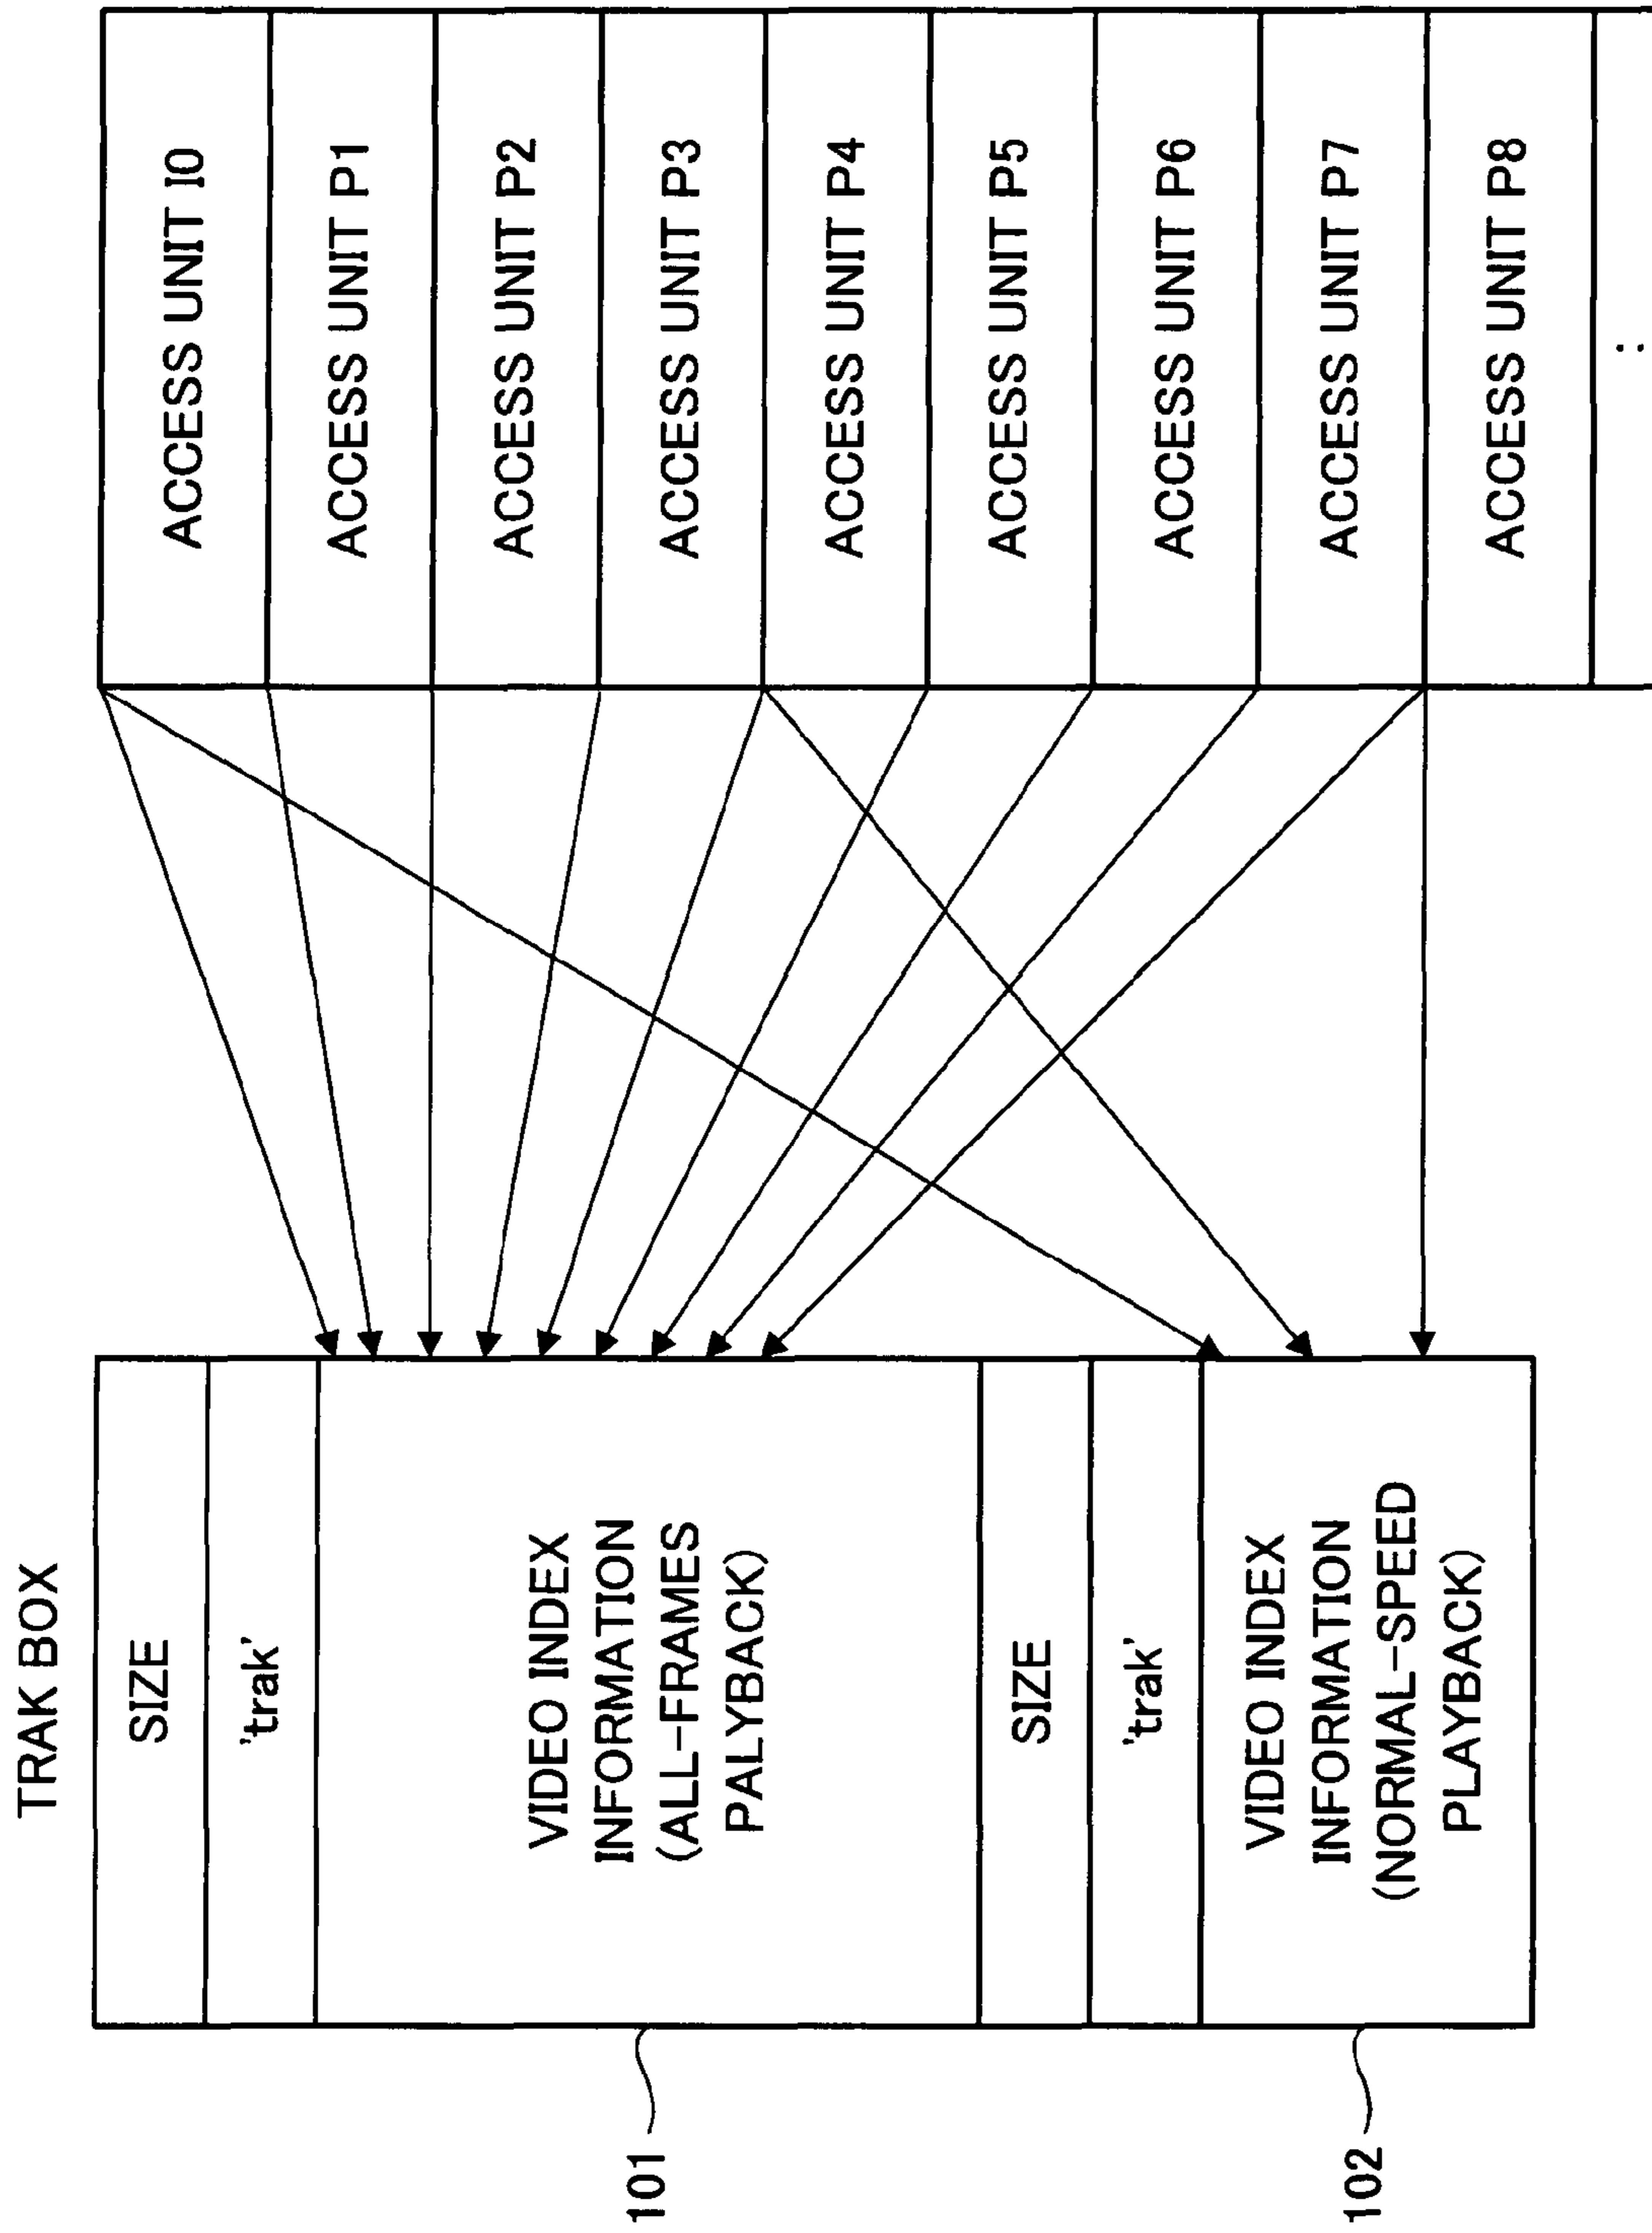 TRAK BOX
SIZE
'trak'
VIDEO INDEX
INFORMATION
(ALL-FRAMES
PALYBACK)
SIZE
'trak'
VIDEO INDEX
INFORMATION
(NORMAL-SPEED
PLAYBACK)
101
102
ACCESS UNIT I0
ACCESS UNIT P1
ACCESS UNIT P2
ACCESS UNIT P3
ACCESS UNIT P4
ACCESS UNIT P5
ACCESS UNIT P6
ACCESS UNIT P7
ACCESS UNIT P8
: